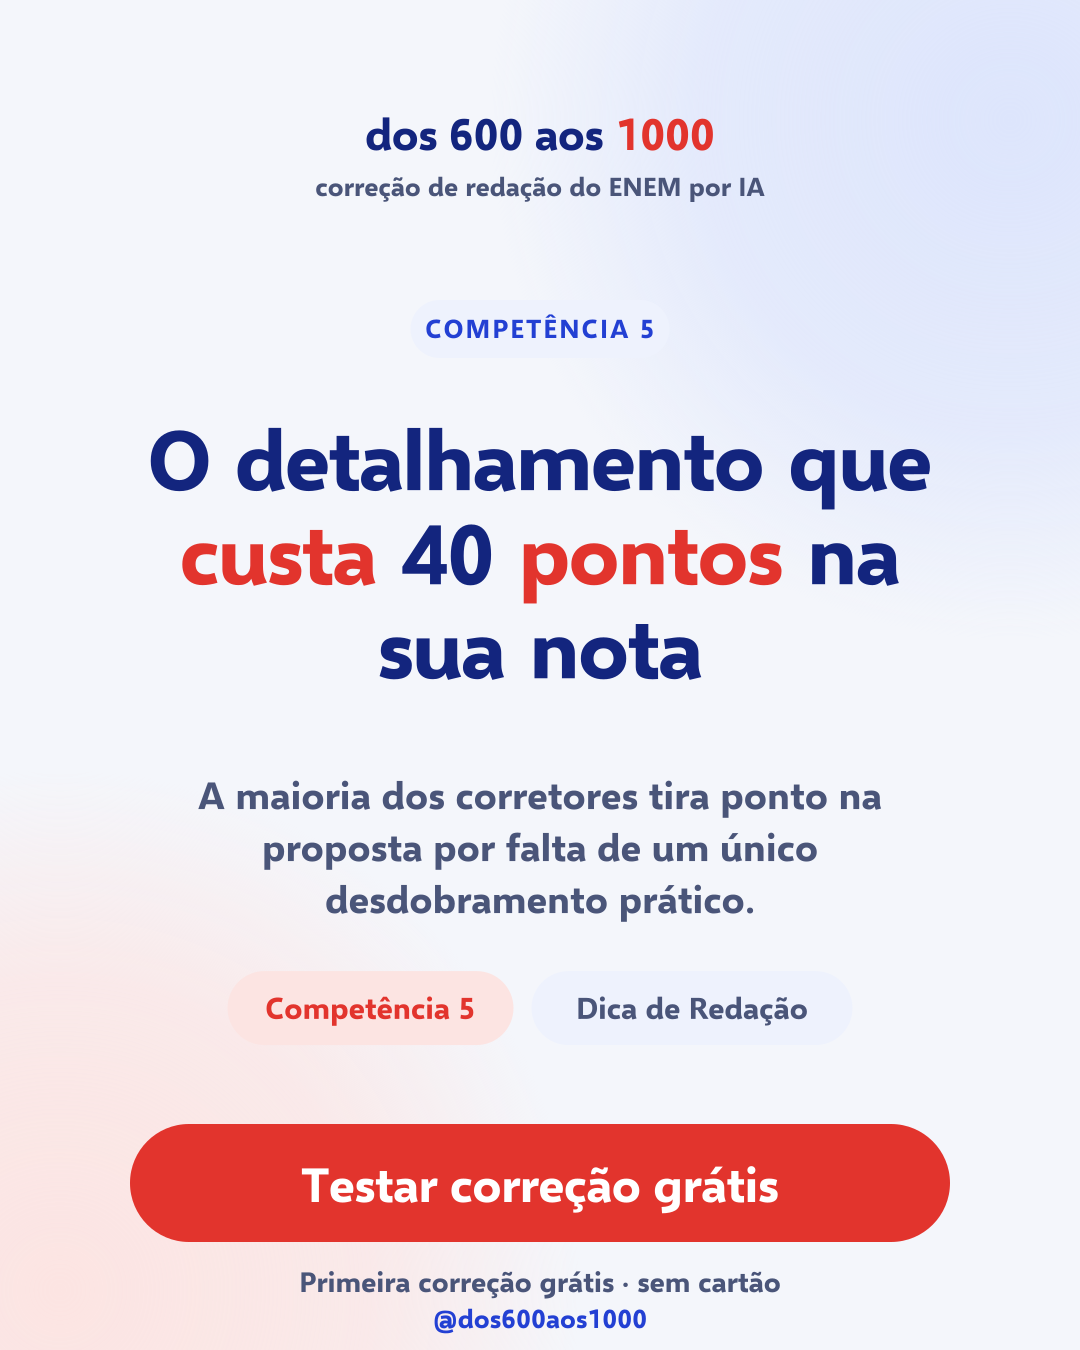 dos 600 aos 1000
correção de redação do ENEM por IA
COMPETÊNCIA 5
O detalhamento que
custa 40 pontos na
sua nota
A maioria dos corretores tira ponto na
proposta por falta de um único
desdobramento prático.
Competência 5
Dica de Redação
Testar correção grátis
Primeira correção grátis · sem cartão
@dos600aos1000